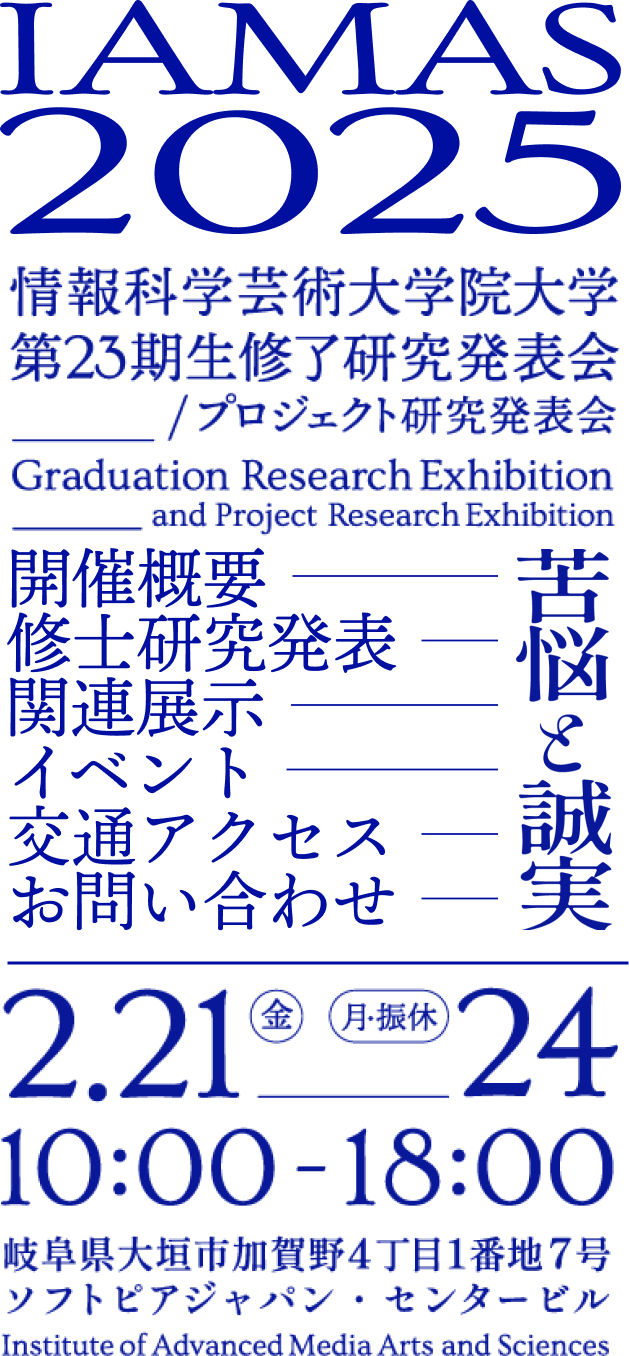 IAMAS
2025
情報科学芸術大学院大学
第23期生修了研究発表会
/プロジェクト研究発表会
Graduation Research Exhibition
and Project Research Exhibition
開催概要
修士研究発表
関連展示
イベント
交通アクセス
お問い合わせ
苦悩と誠実
2.21 金 月·振休 24
10:00 - 18:00
岐阜県大垣市加賀野4丁目1番地7号
ソフトピアジャパン・センタービル
Institute of Advanced Media Arts and Sciences